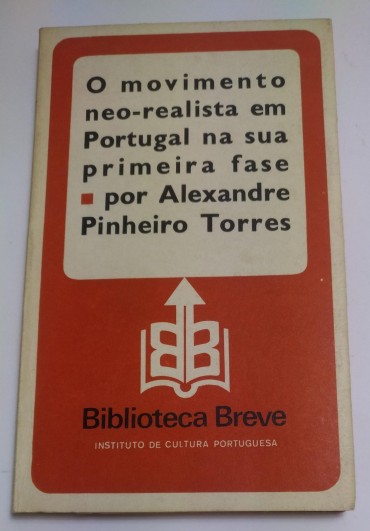 O movimento
neo-realista em
Portugal na sua
primeira fase
por Alexandre
Pinheiro Torres
BB
Biblioteca Breve
INSTITUTO DE CULTURA PORTUGUESA